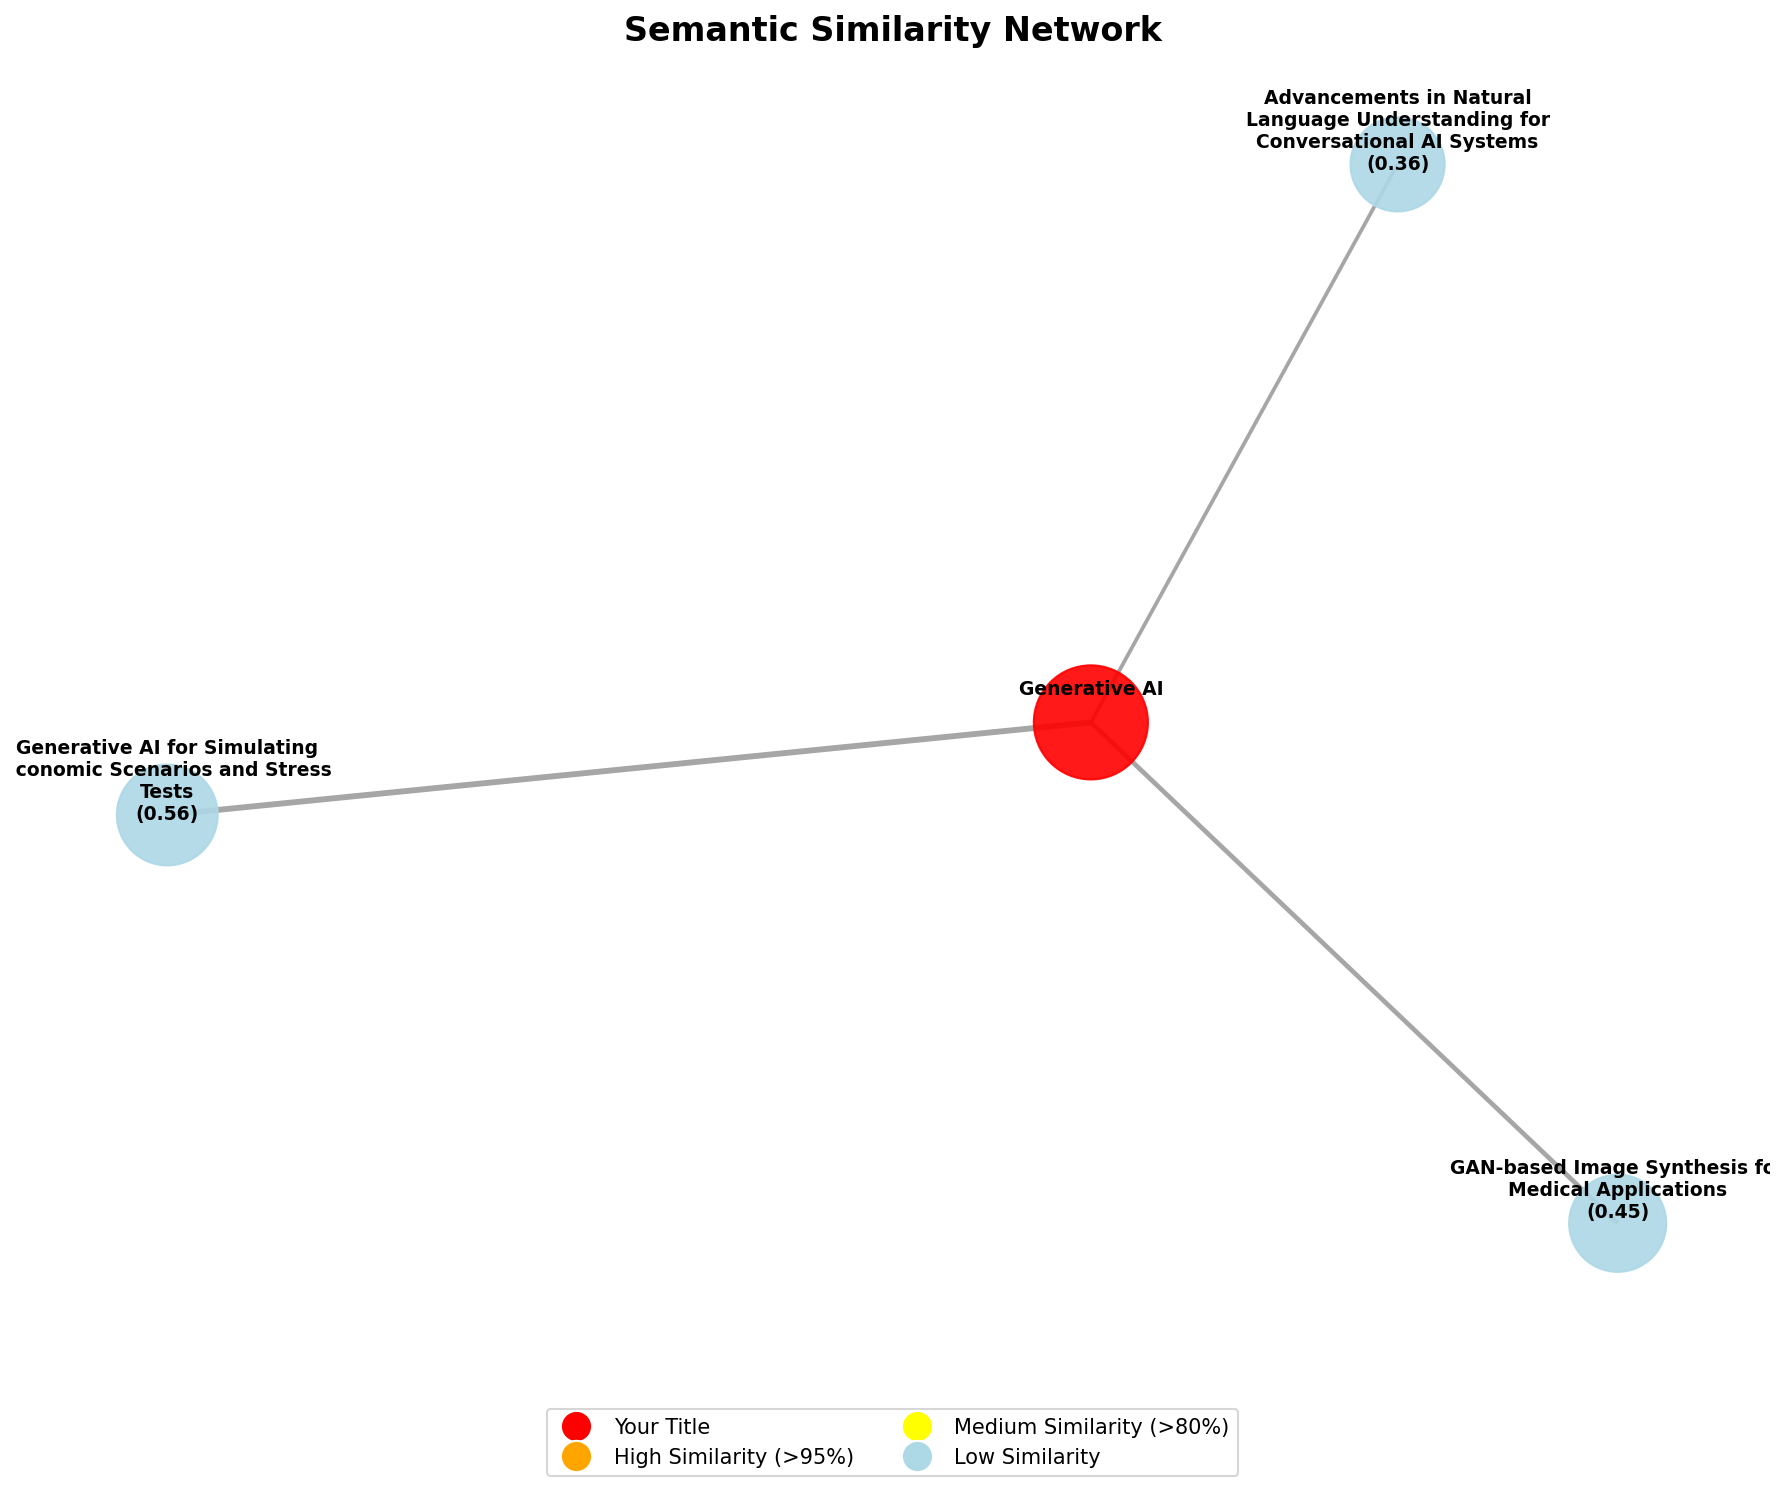 Semantic Similarity Network
Advancements in Natural
Language Understanding for
Conversational AI Systems
(0.36)
Generative AI
Generative AI for Simulating
conomic Scenarios and Stress
Tests
(0.56)
GAN-based Image Synthesis fo
Medical Applications
(0.45)
Your Title
High Similarity (>95%)
Medium Similarity (>80%)
Low Similarity